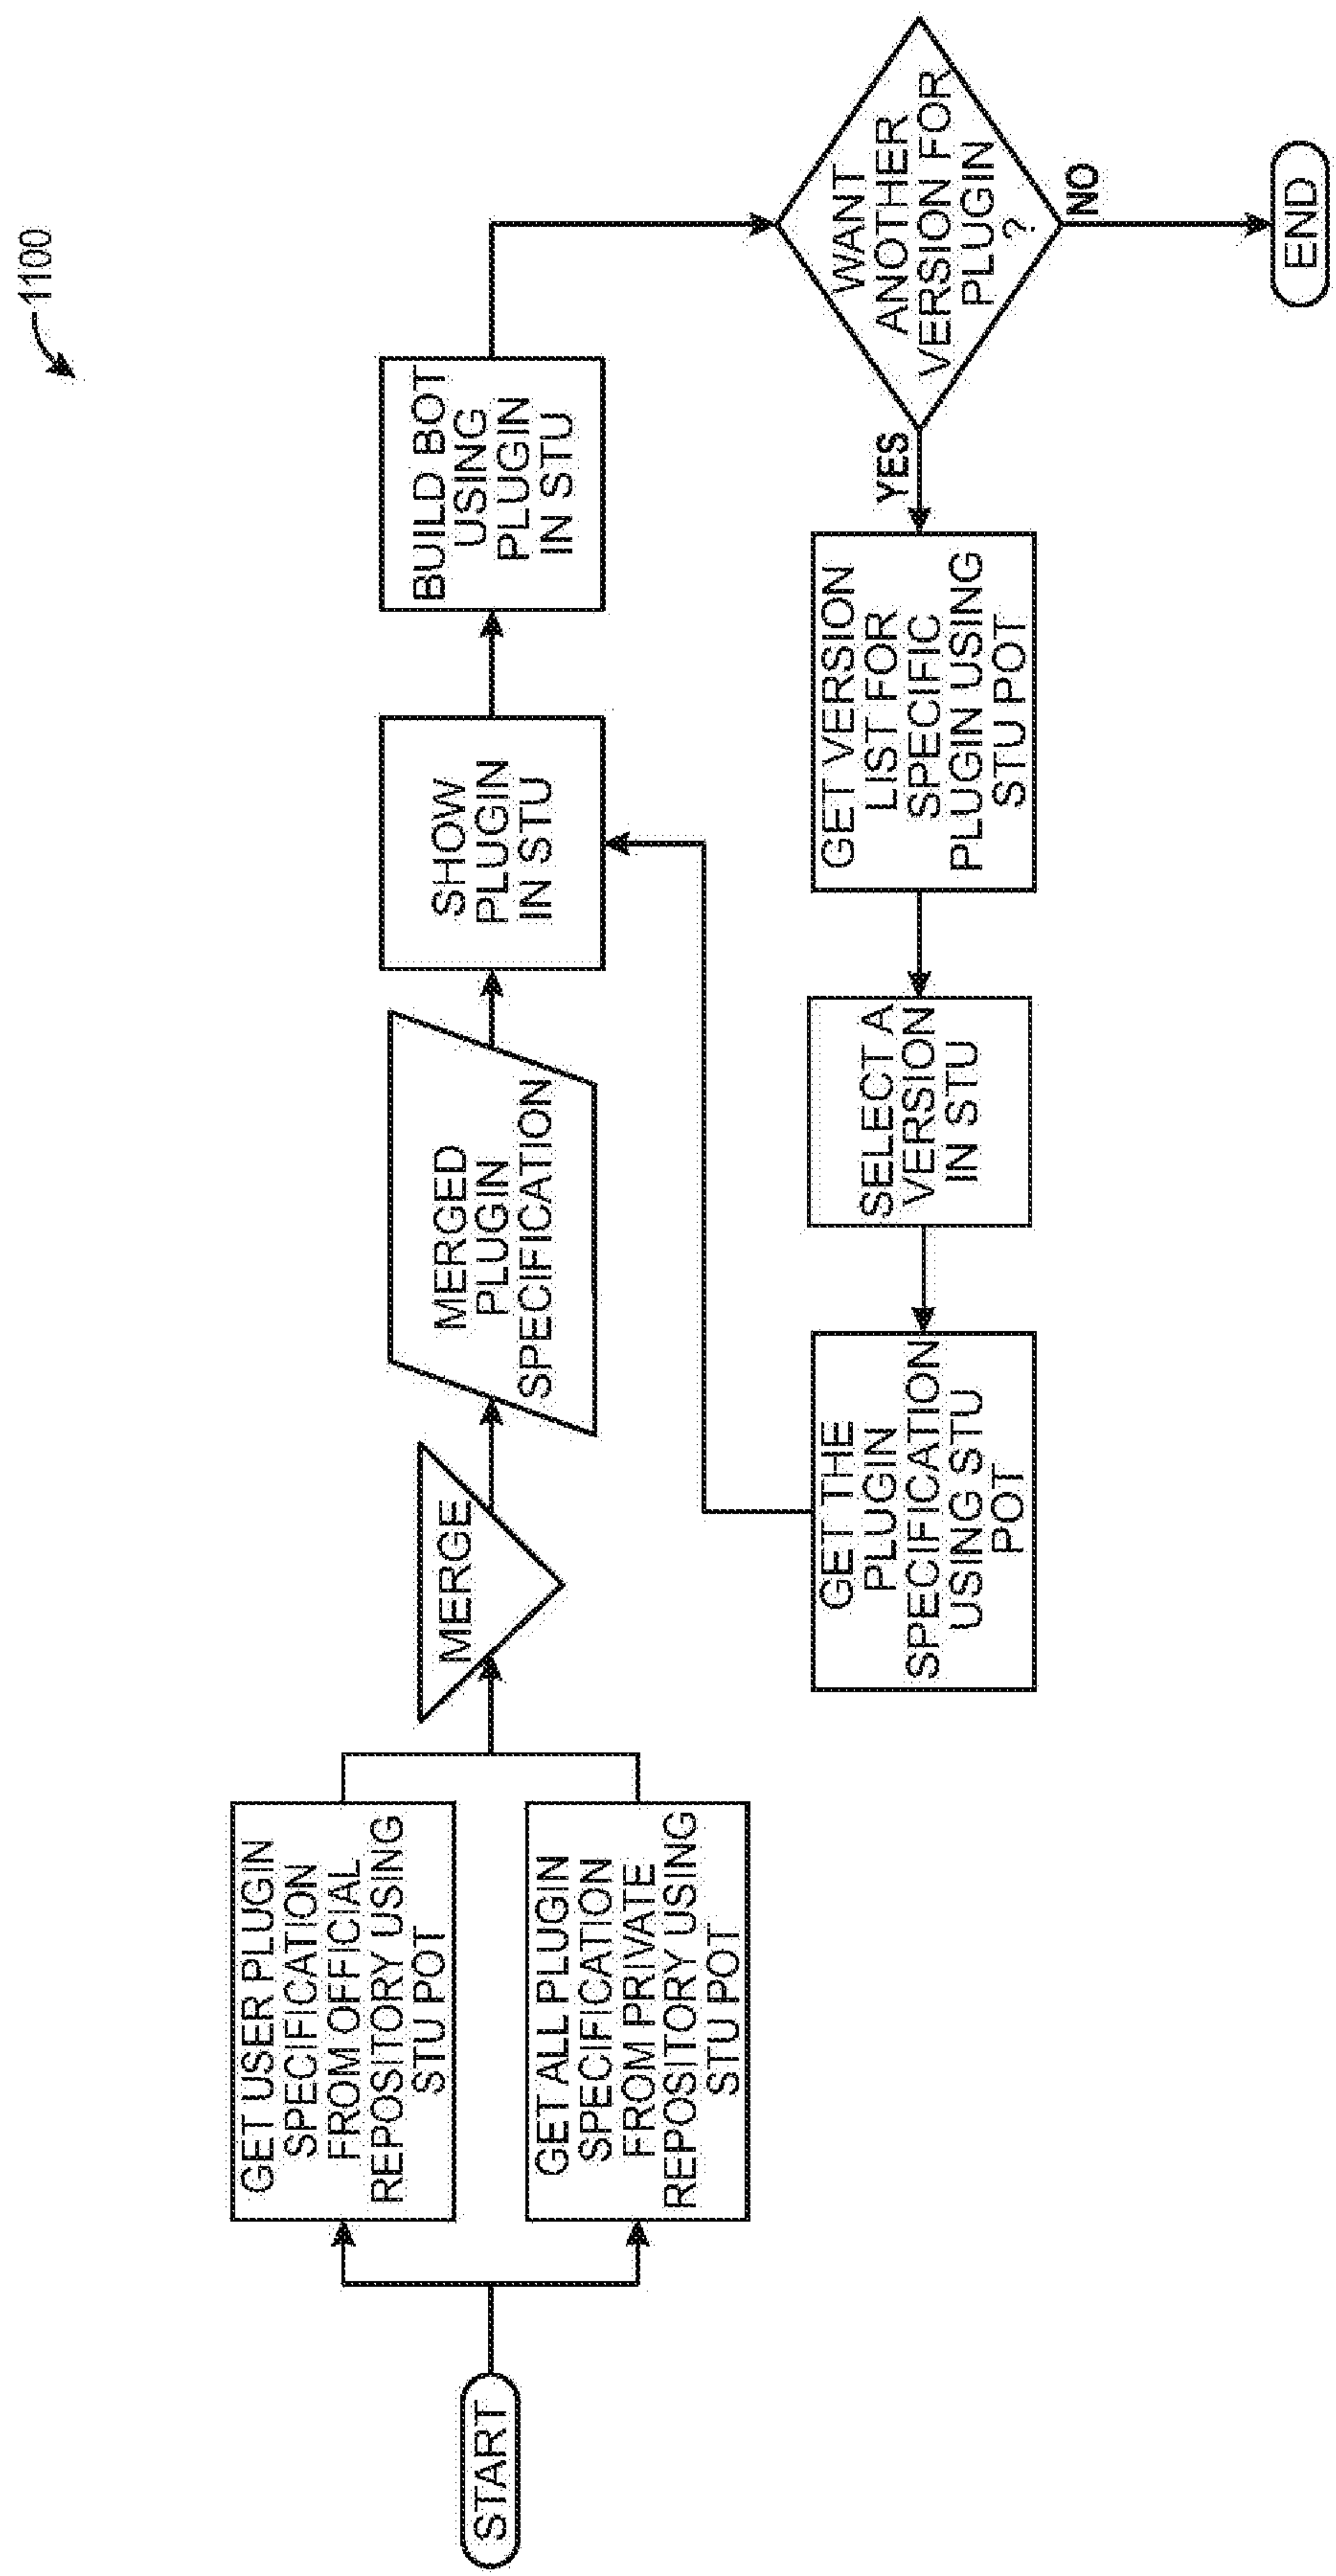 1100
START
GET USER PLUGIN
SPECIFICATION
FROM OFFICIAL
REPOSITORY USING
STU POT
GET ALL PLUGIN
SPECIFICATION
FROM PRIVATE
REPOSITORY USING
STU POT
MERGE
MERGED
PLUGIN
SPECIFICATION
SHOW
PLUGIN
IN STU
BUILD BOT
USING
PLUGIN
IN STU
WANT
ANOTHER
VERSION FOR
PLUGIN
?
YES
NO
GET VERSION
LIST FOR
SPECIFIC
PLUGIN USING
STU POT
SELECT A
VERSION
IN STU
GET THE
PLUGIN
SPECIFICATION
USING STU
POT
END